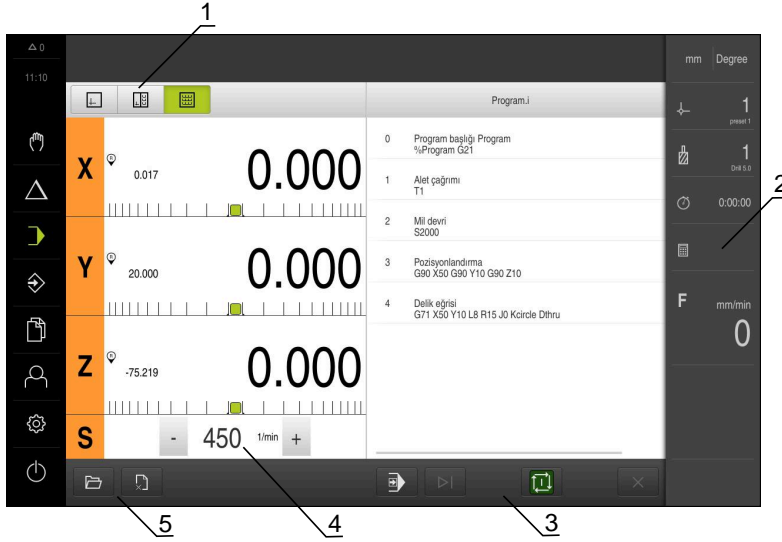 1
0
11:10
mm Degree
Program.i
1
preset 1
X
R
0.017
0.000
0 Program başlığı Program
%Program G21
1 Alet çağrımı
T1
1
Drill 5.0
2
0:00:00
2 Mil devri
S2000
Y
R
20.000
0.000
3 Pozisyonlandırma
G90 X50 G90 Y10 G90 Z10
4 Delik eğrisi
G71 X50 Y10 L8 R15 J0 Kcircle Dthru
F mm/min
0
Z
R
-75.219
0.000
S
- 450 1/min +
5
4
3